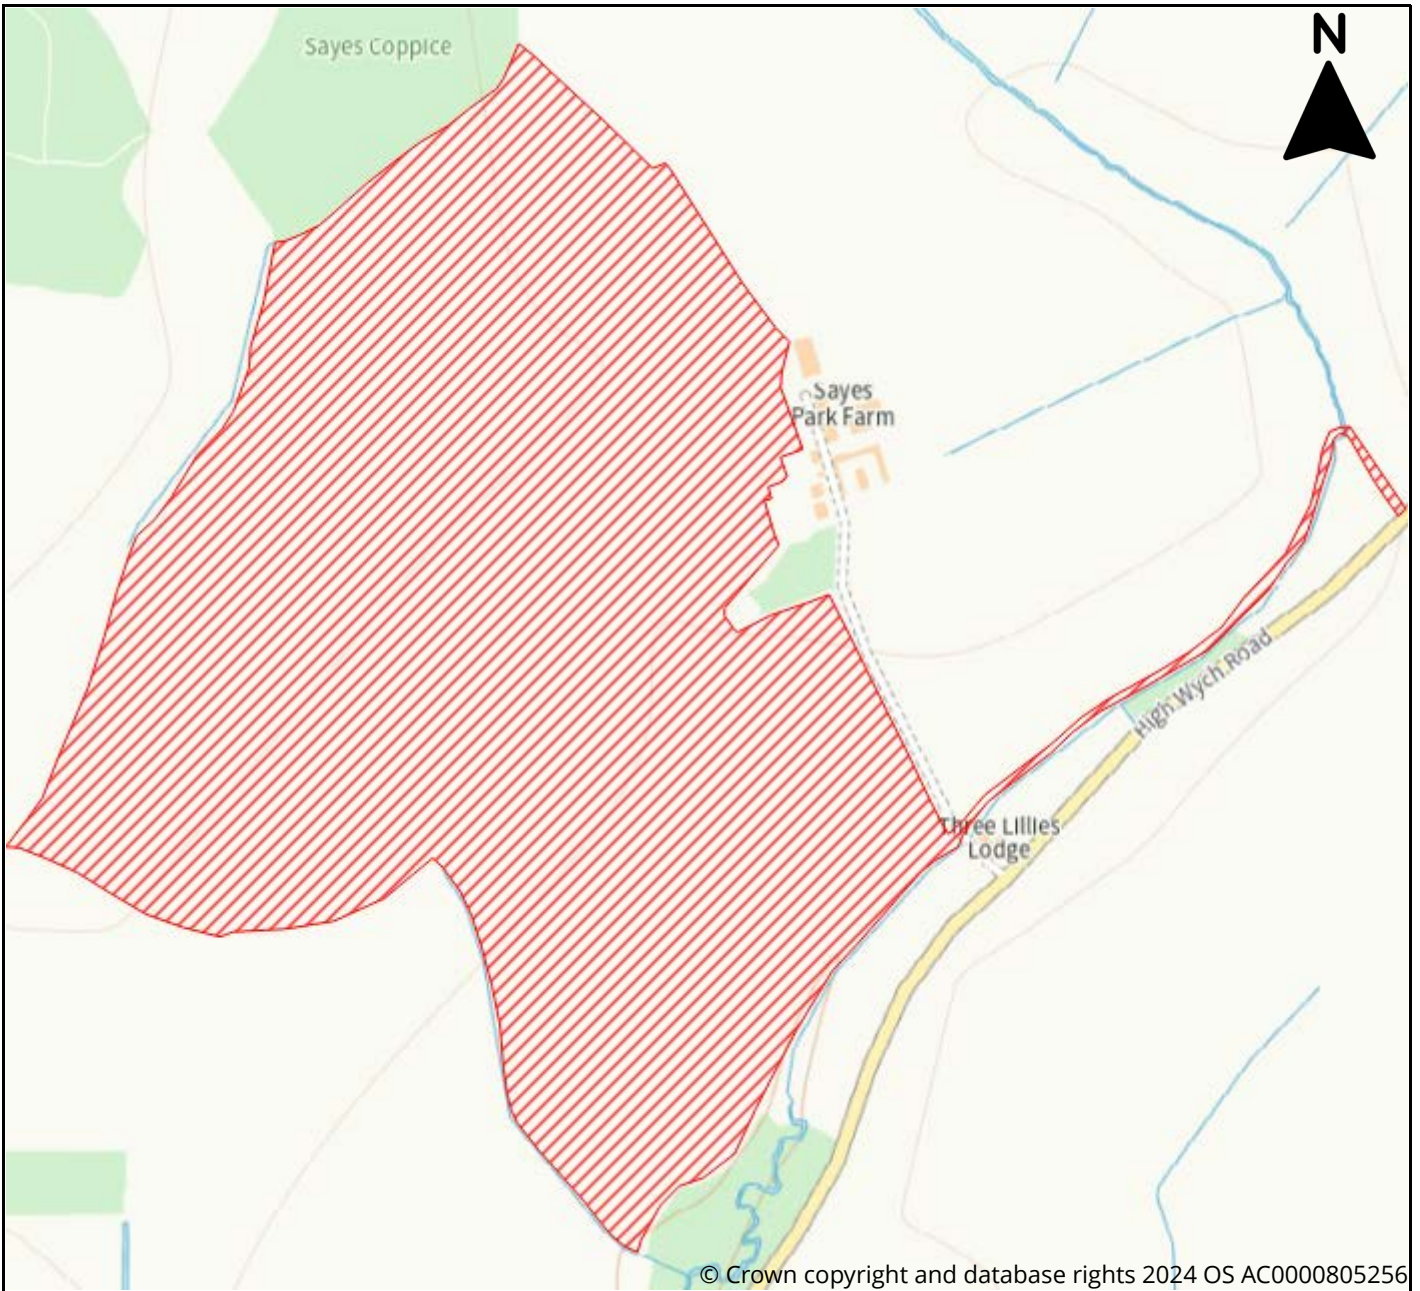 N
Sayes Coppice
Sayes
Park Farm
High Wych Road
Three Lillies
Lodge
© Crown copyright and database rights 2024 OS AC0000805256